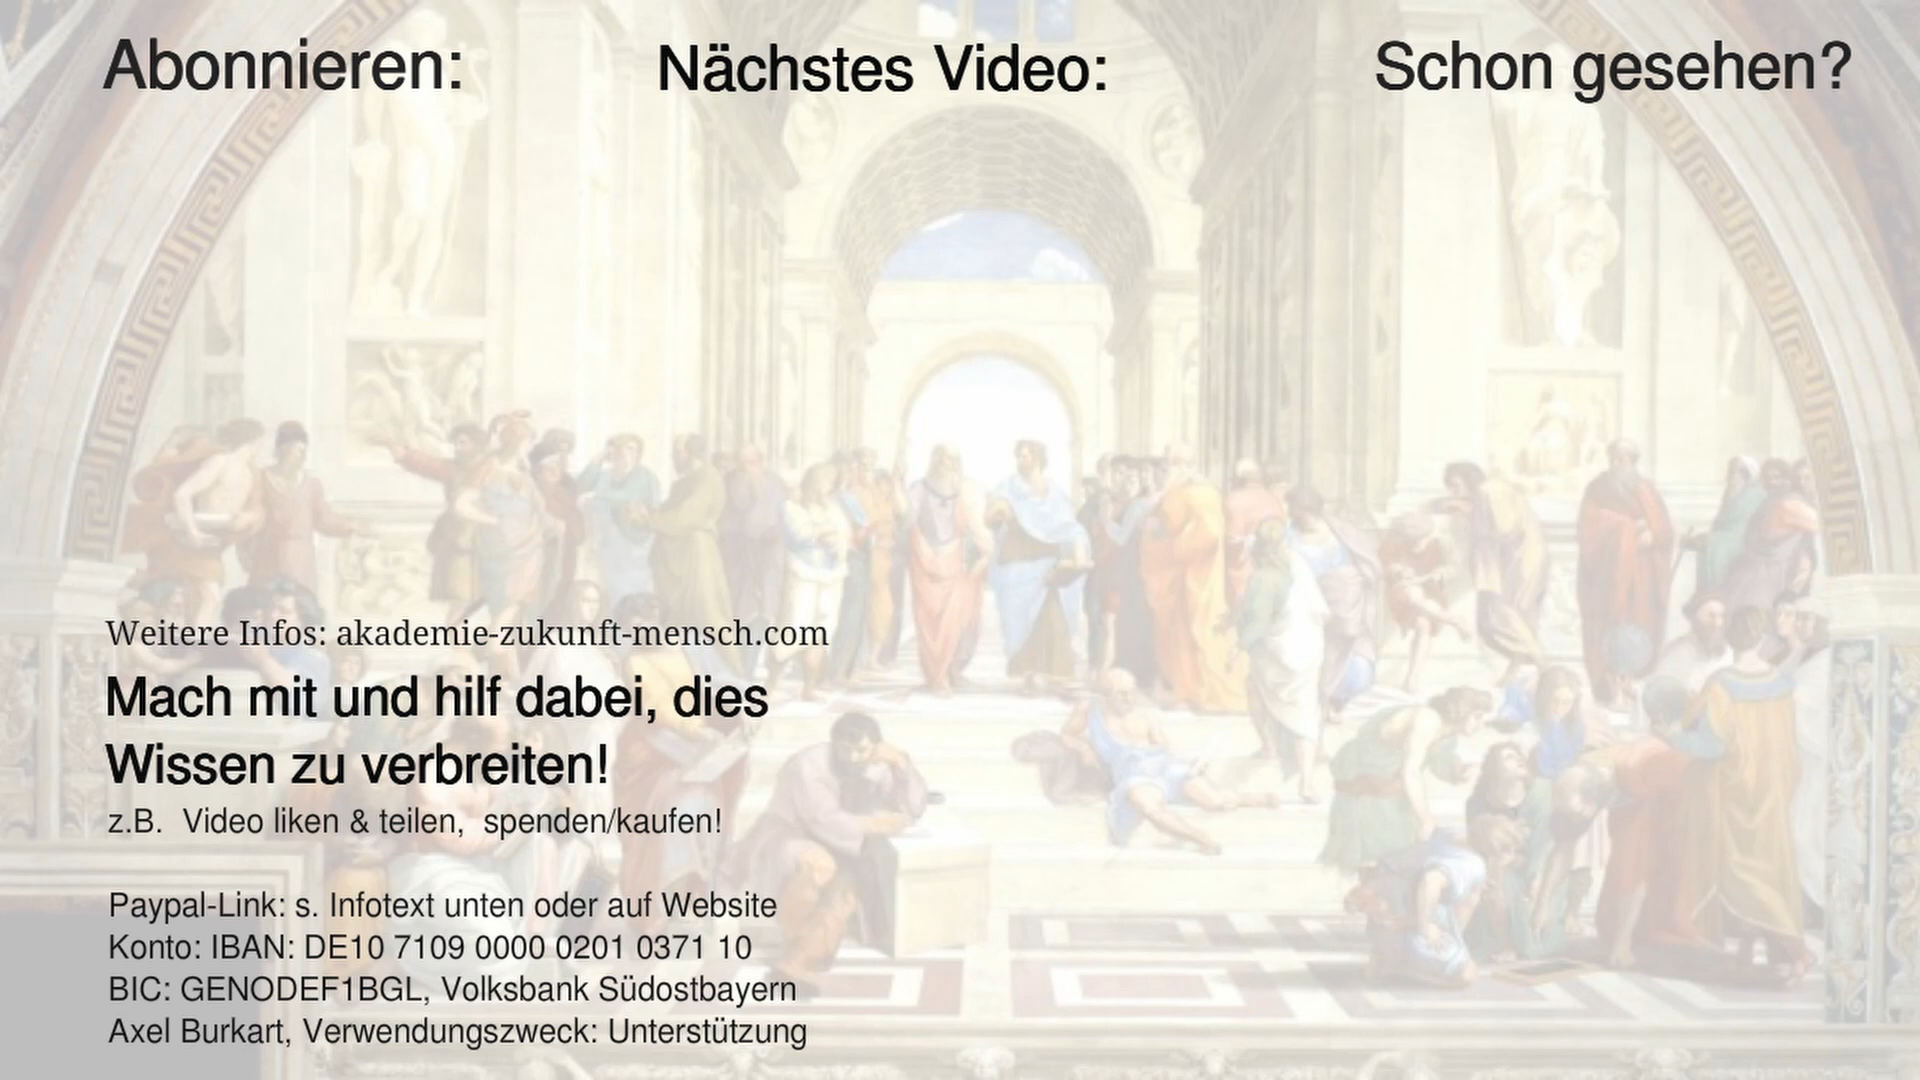 Abonnieren:
Nächstes Video:
Schon gesehen?
Weitere Infos: akademie-zukunft-mensch.com
Mach mit und hilf dabei, dies
Wissen zu verbreiten!
z.B. Video liken & teilen, spenden/kaufen!
Paypal-Link: s. Infotext unten oder auf Website
Konto: IBAN: DE10 7109 0000 0201 0371 10
BIC: GENODEF1BGL, Volksbank Südostbayern
Axel Burkart, Verwendungszweck: Unterstützung